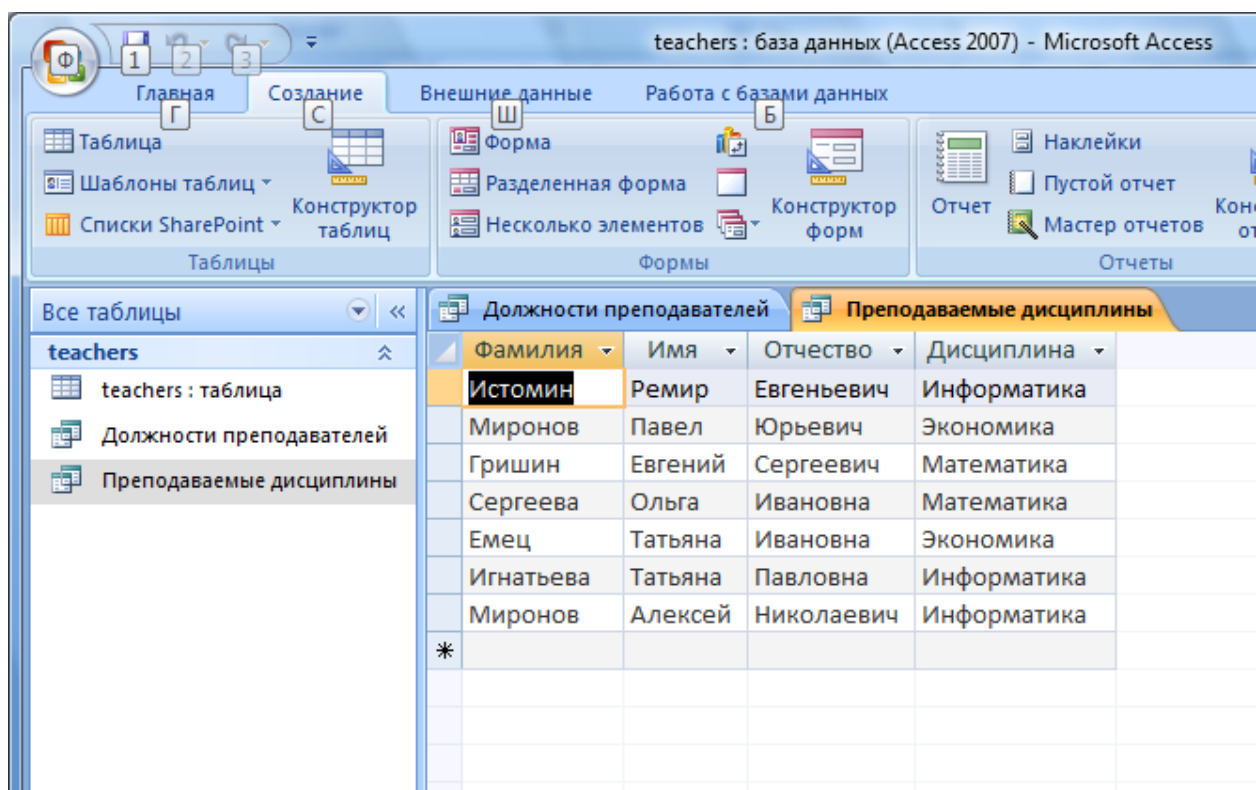 teachers : база данных (Access 2007) - Microsoft Access
Ф 1 2 3
Главная Создание Внешние данные Работа с базами данных
Г С Ш Б
Таблица
Шаблоны таблиц
Списки SharePoint
Конструктор
таблиц
Таблицы
Форма
Разделенная форма
Несколько элементов
Конструктор
форм
Формы
Отчет
Наклейки
Пустой отчет
Мастер отчетов
Отчеты
Все таблицы
teachers
teachers : таблица
Должности преподавателей
Преподаваемые дисциплины
Должности преподавателей Преподаваемые дисциплины
Фамилия Имя Отчество Дисциплина
Истомин Ремир Евгеньевич Информатика
Миронов Павел Юрьевич Экономика
Гришин Евгений Сергеевич Математика
Сергеева Ольга Ивановна Математика
Емец Татьяна Ивановна Экономика
Игнатьева Татьяна Павловна Информатика
Миронов Алексей Николаевич Информатика